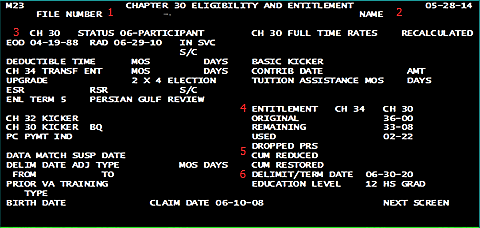 M23 CHAPTER 30 ELIGIBILITY AND ENTITLEMENT 05-28-14
FILE NUMBER 1 NAME 2
3 CH 30 STATUS 06-PARTICIPANT CH 30 FULL TIME RATES RECALCULATED
EOD 04-19-88 RAD 06-29-10 IN SVC
S/C
DEDUCTIBLE TIME MOS DAYS BASIC KICKER
CH 34 TRANSF ENT MOS DAYS CONTRIB DATE AMT
UPGRADE 2 X 4 ELECTION TUITION ASSISTANCE MOS DAYS
ESR RSR S/C
ENL TERM 5 PERSIAN GULF REVIEW
4 ENTITLEMENT CH 34 CH 30
CH 32 KICKER ORIGINAL 36-00
CH 30 KICKER BQ REMAINING 33-08
PC PYMT IND USED 02-22
DROPPED PRS
DATA MATCH SUSP DATE 5 CUM REDUCED
DELIM DATE ADJ TYPE MOS DAYS CUM RESTORED
FROM TO 6 DELIMIT/TERM DATE 06-30-20
PRIOR VA TRAINING EDUCATION LEVEL 12 HS GRAD
TYPE
BIRTH DATE CLAIM DATE 06-10-08 NEXT SCREEN